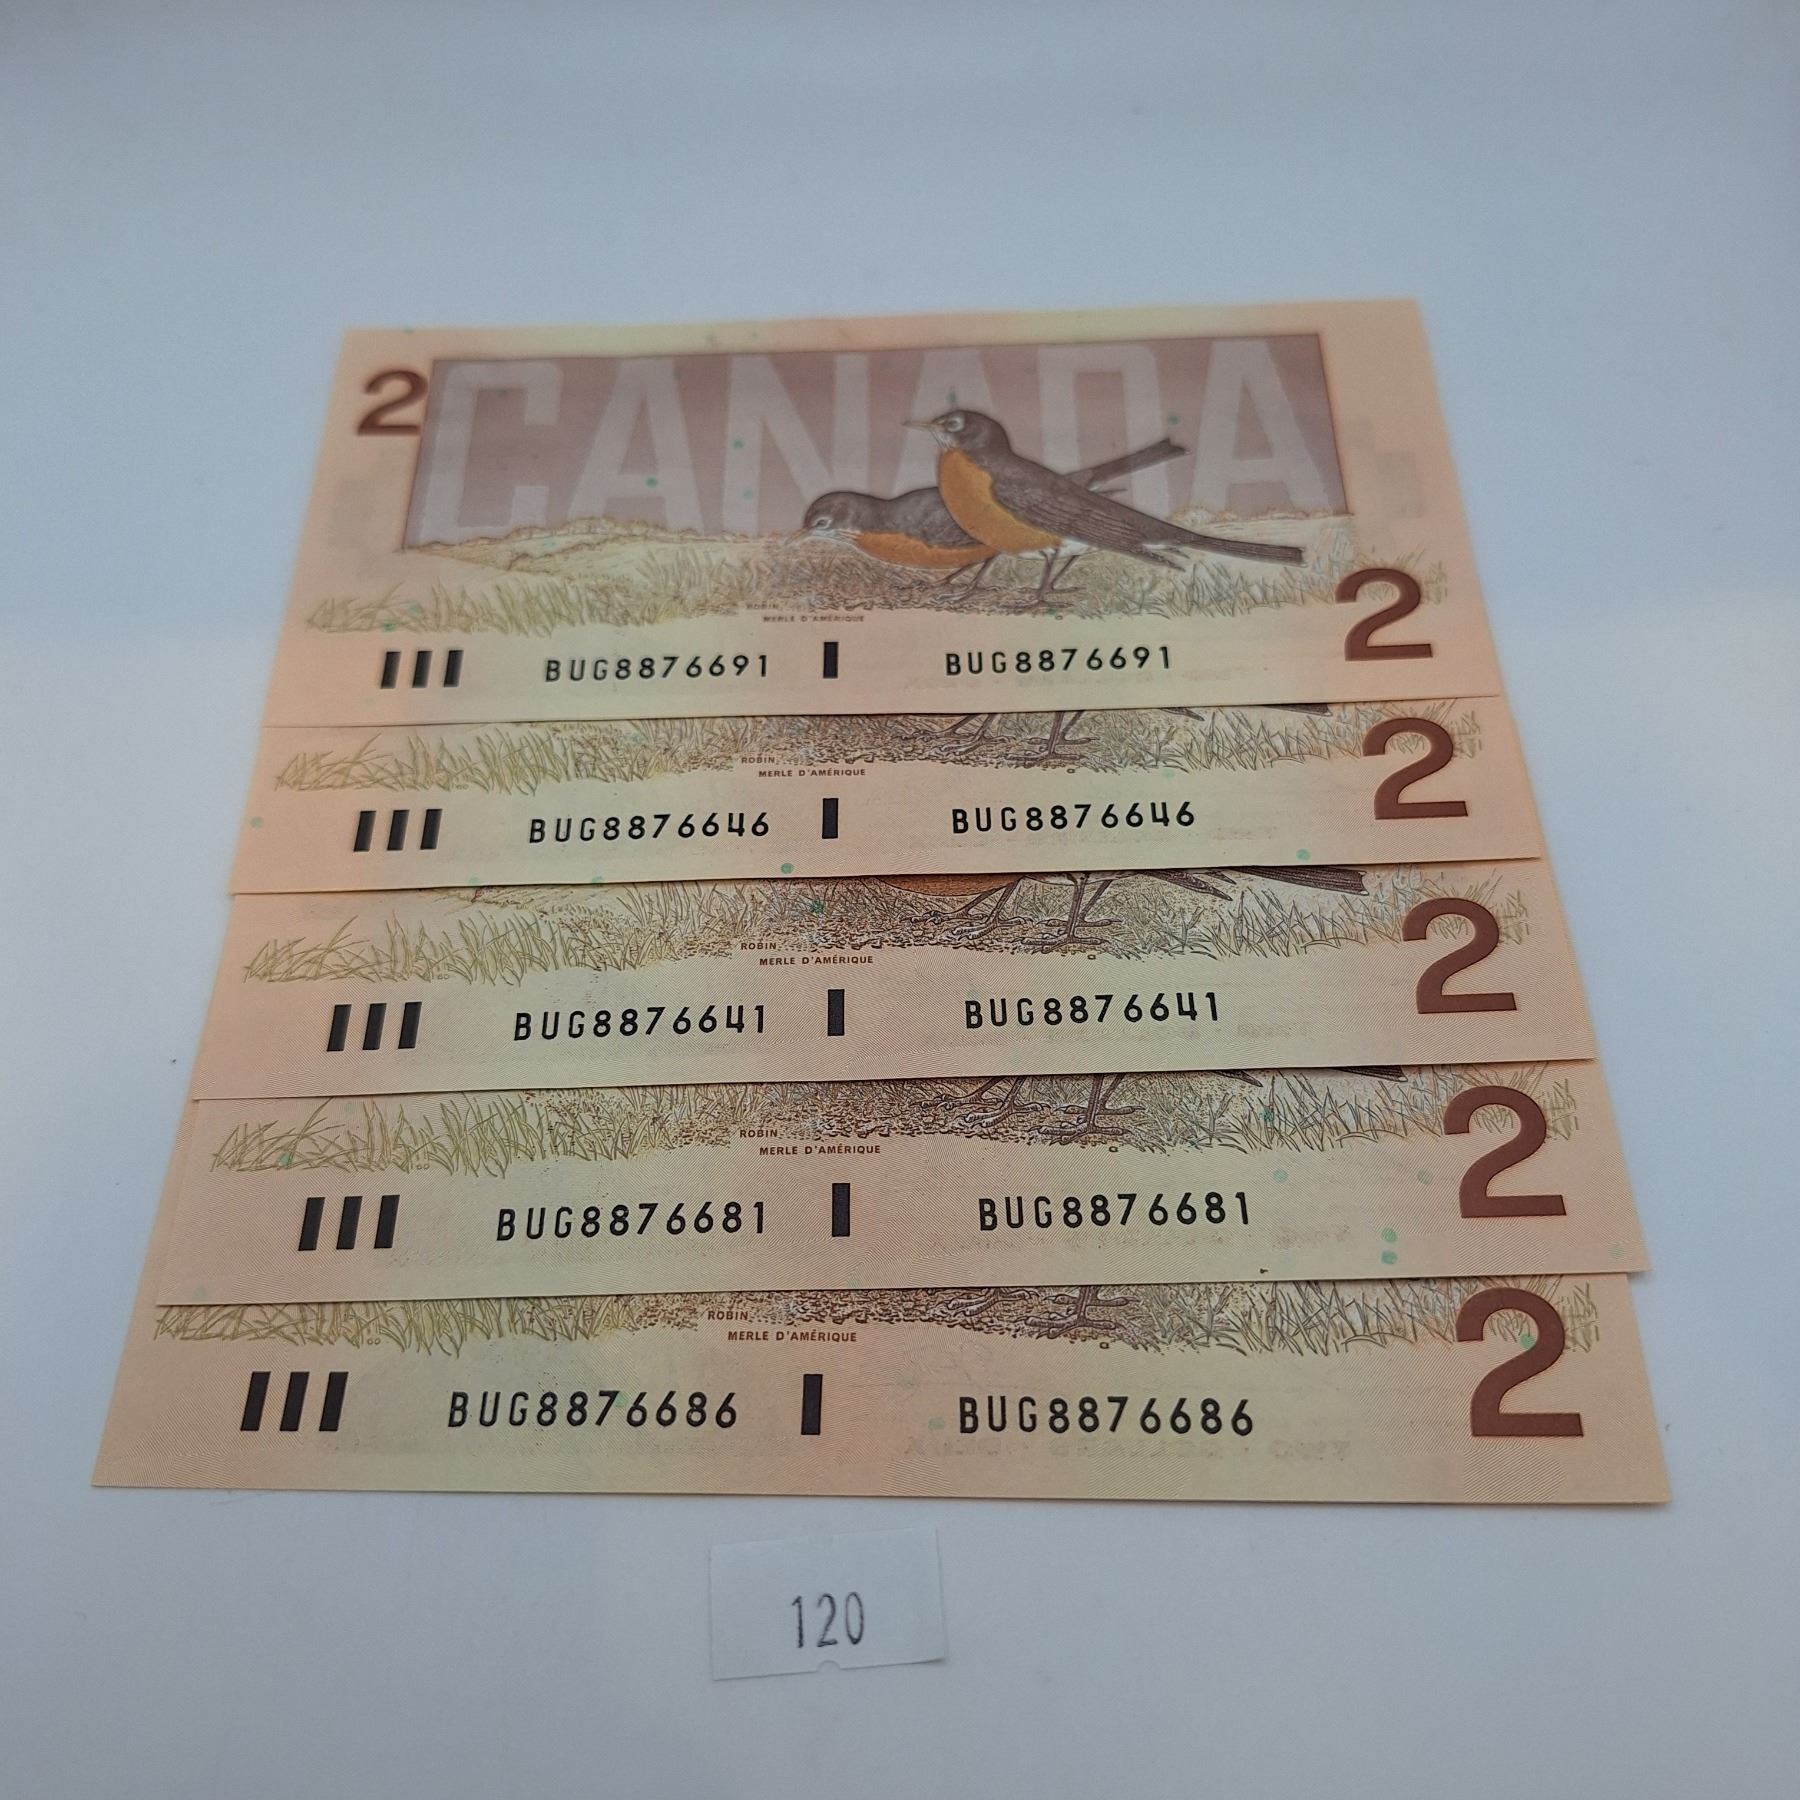 2 CANADA
ROBIN
MERLE D'AMÉRIQUE
2
BUG8876691 BUG8876691
ROBIN
MERLE D'AMÉRIQUE
2
BUG8876646 BUG8876646
ROBIN
MERLE D'AMÉRIQUE
2
BUG8876641 BUG8876641
ROBIN
MERLE D'AMÉRIQUE
2
BUG8876681 BUG8876681
ROBIN
MERLE D'AMÉRIQUE
2
BUG8876686 BUG8876686
120